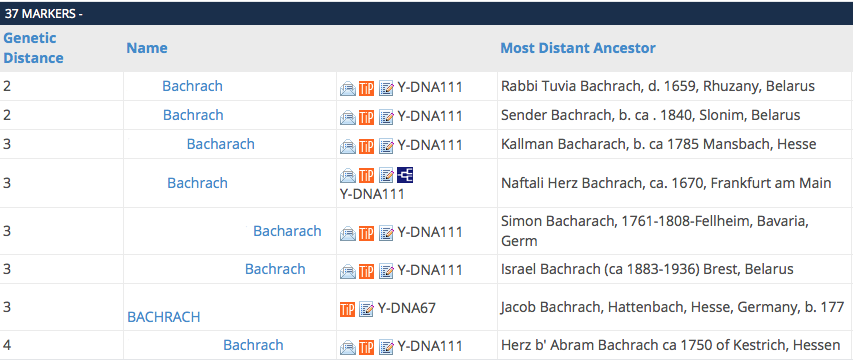 37 MARKERS -
Genetic Distance Name Most Distant Ancestor
2 Bachrach TiP Y-DNA111 Rabbi Tuvia Bachrach, d. 1659, Rhuzany, Belarus
2 Bachrach TiP Y-DNA111 Sender Bachrach, b. ca . 1840, Slonim, Belarus
3 Bacharach TiP Y-DNA111 Kallman Bacharach, b. ca 1785 Mansbach, Hesse
3 Bachrach TiP Y-DNA111 Naftali Herz Bachrach, ca. 1670, Frankfurt am Main
3 Bacharach TiP Y-DNA111 Simon Bacharach, 1761-1808-Fellheim, Bavaria, Germ
3 Bachrach TiP Y-DNA111 Israel Bachrach (ca 1883-1936) Brest, Belarus
3 BACHRACH TiP Y-DNA67 Jacob Bachrach, Hattenbach, Hesse, Germany, b. 177
4 Bachrach TiP Y-DNA111 Herz b' Abram Bachrach ca 1750 of Kestrich, Hessen